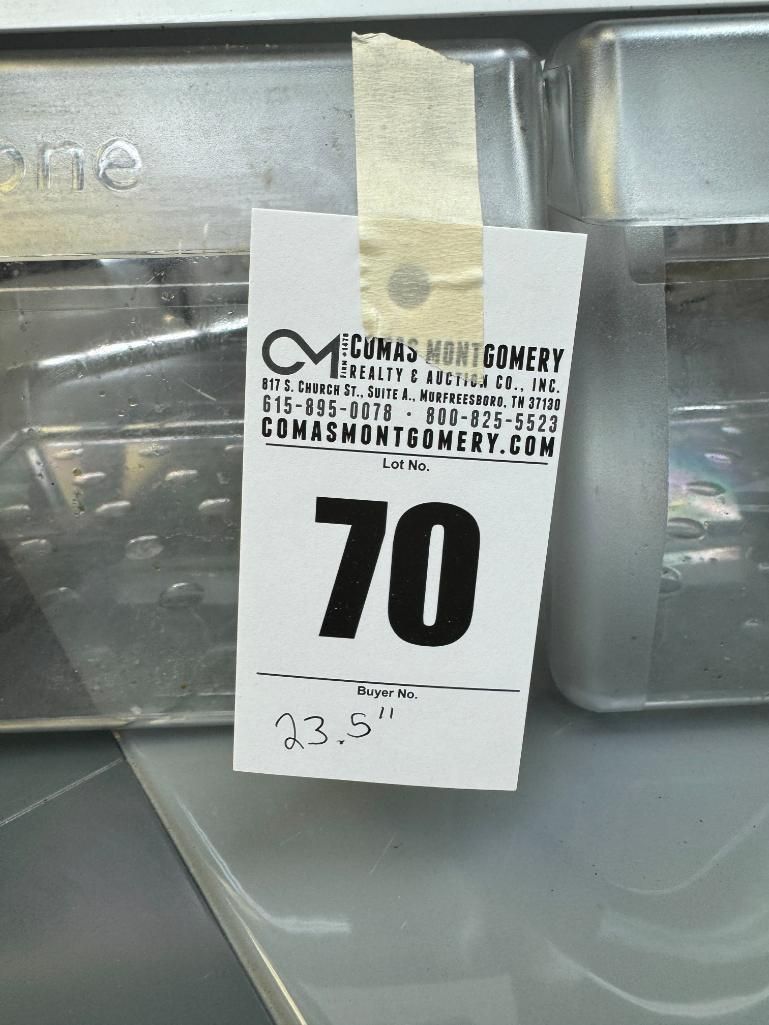 one
CM FIRM #1478 COMAS MONTGOMERY
REALTY & AUCTION CO., INC.
817 S. CHURCH ST., SUITE A., MURFREESBORO, TN 37130
615-895-0078 · 800-825-5523
COMASMONTGOMERY.COM
Lot No.
70
Buyer No.
23.5"